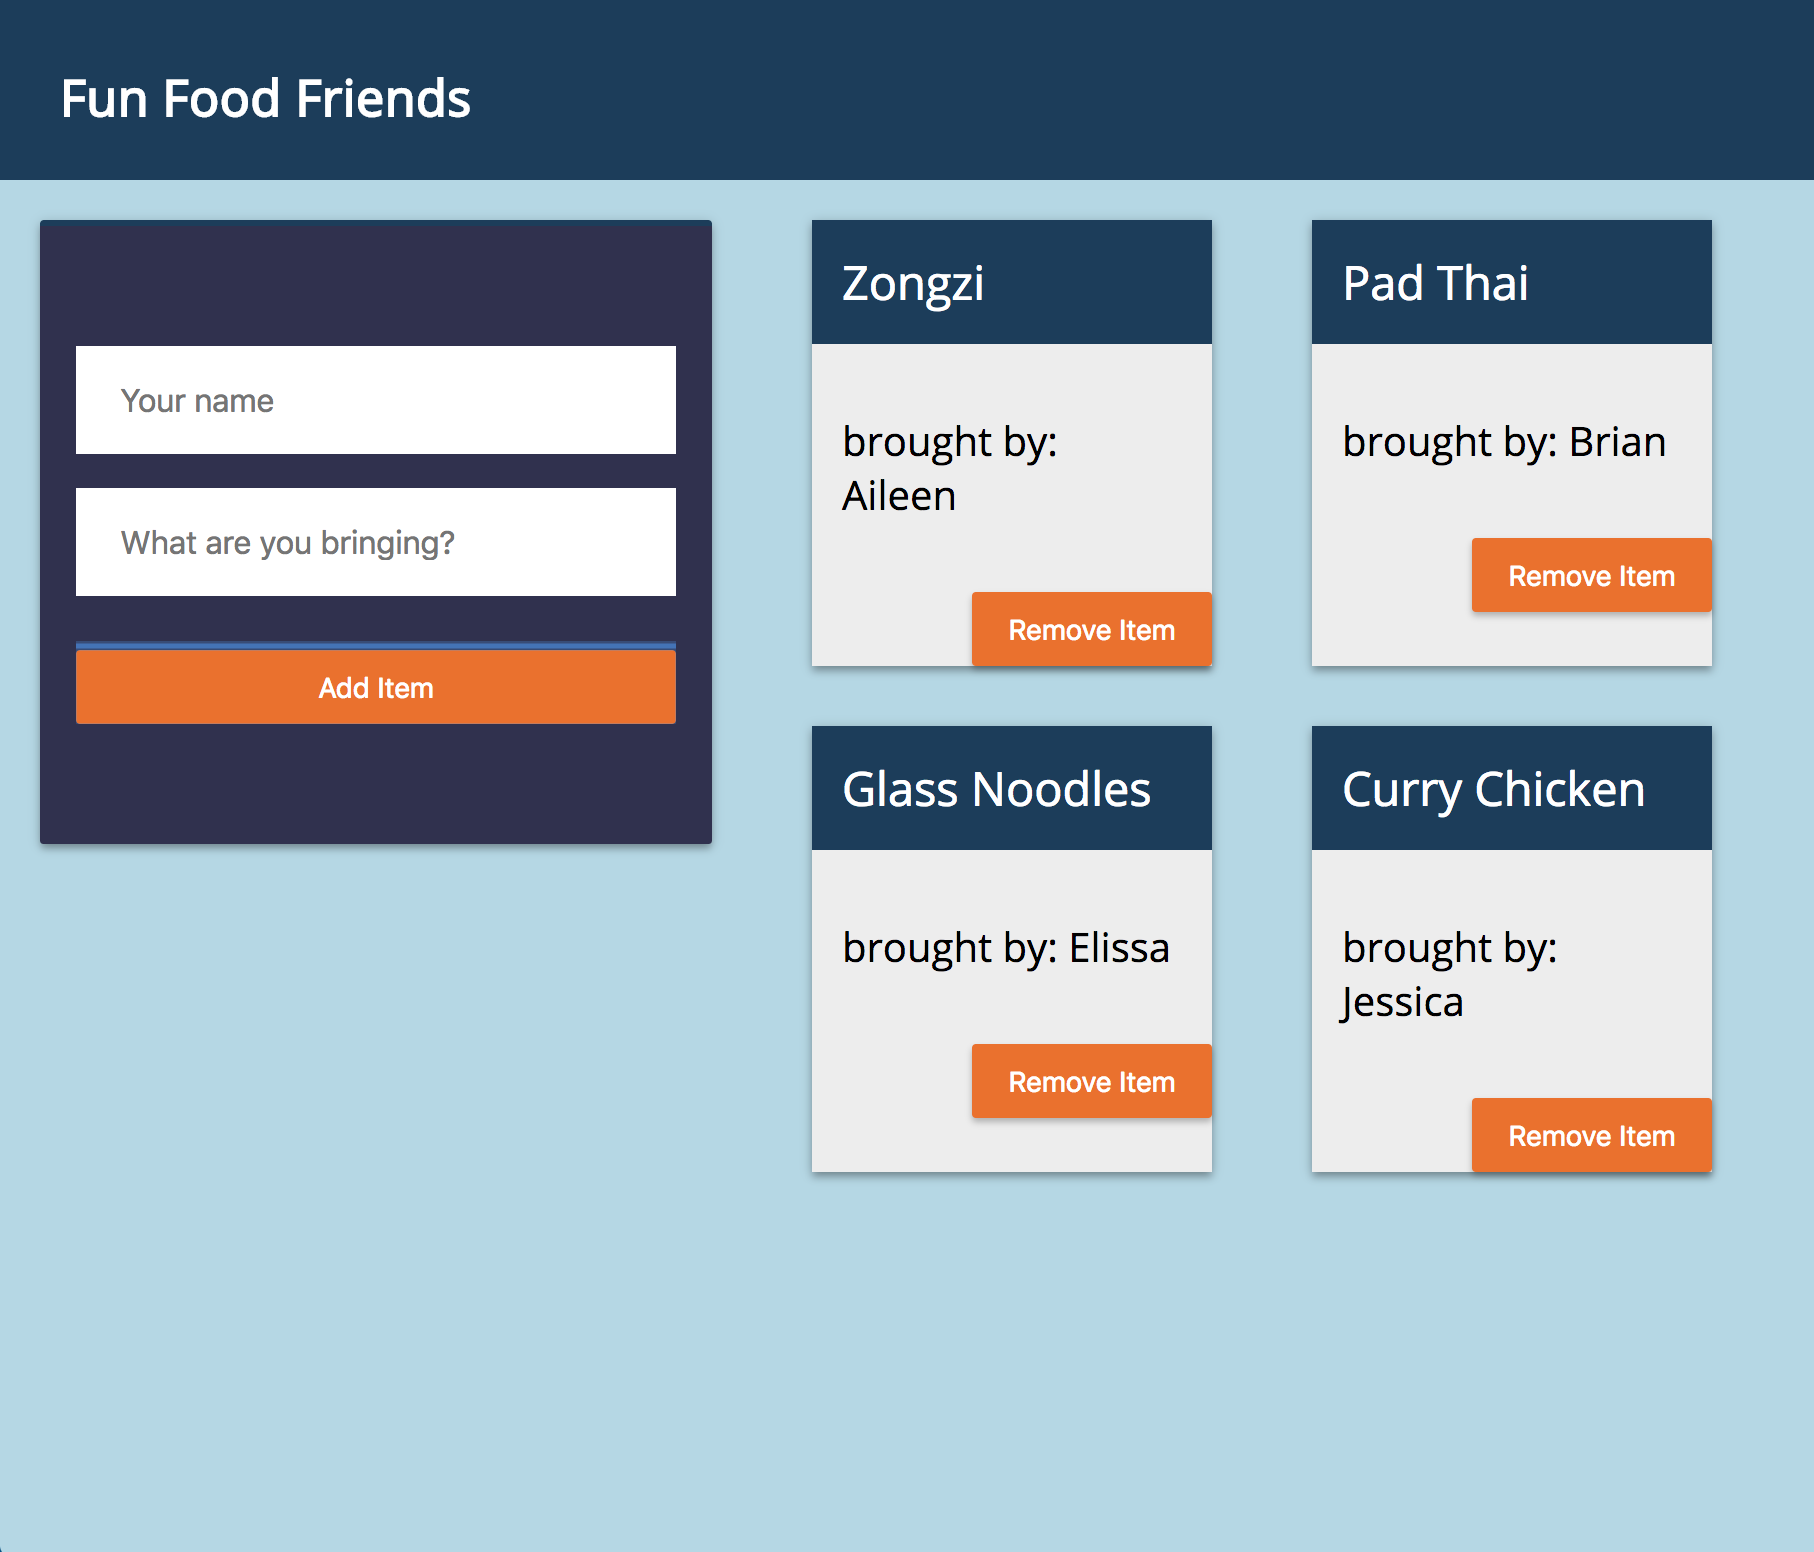 Fun Food Friends
Your name
What are you bringing?
Add Item
Zongzi
brought by:
Aileen
Remove Item
Pad Thai
brought by: Brian
Remove Item
Glass Noodles
brought by: Elissa
Remove Item
Curry Chicken
brought by:
Jessica
Remove Item